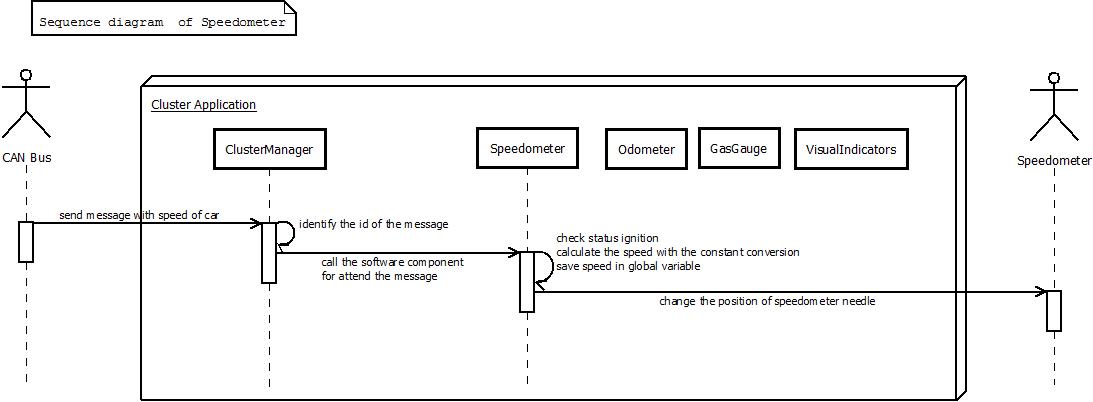 Sequence diagram  of Speedometer
Cluster Application
CAN Bus
ClusterManager
Speedometer
Odometer
GasGauge
VisualIndicators
Speedometer
send message with speed of car
identify the id of the message
call the software component
for attend the message
check status ignition
calculate the speed with the constant conversion
save speed in global variable
change the position of speedometer needle